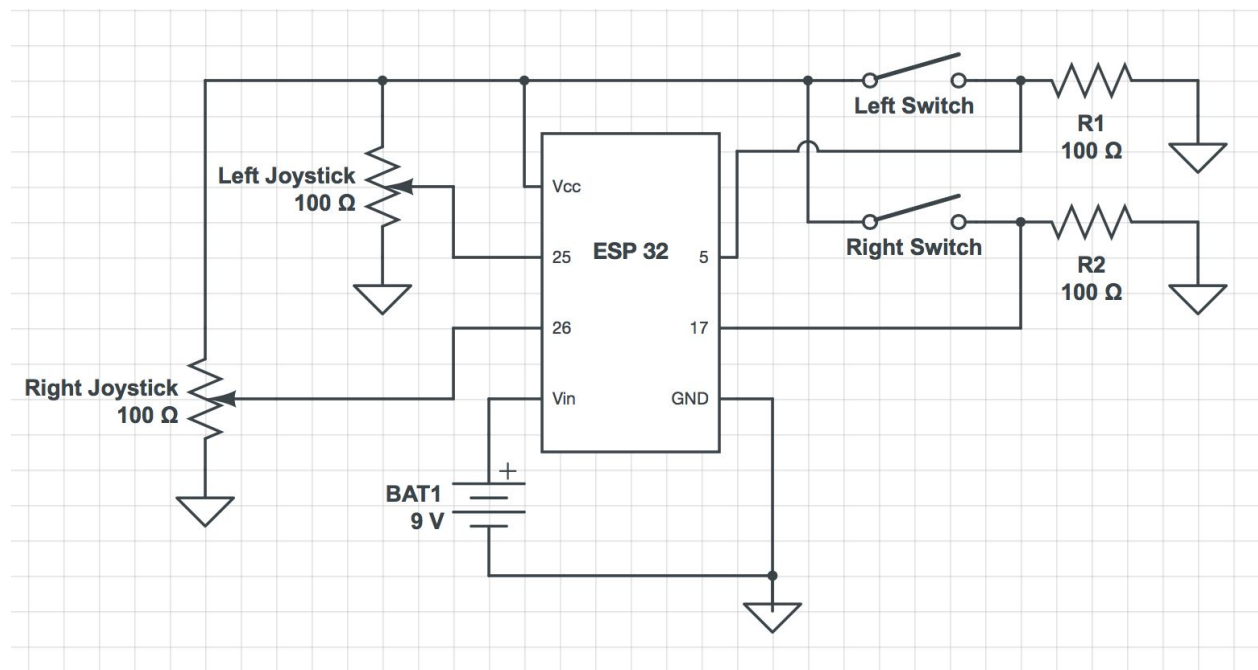 Left Switch
R1
100 Ω
Left Joystick
100 Ω
Vcc
25
ESP 32
5
Right Switch
R2
100 Ω
26
17
Right Joystick
100 Ω
Vin
GND
+
BAT1
9 V